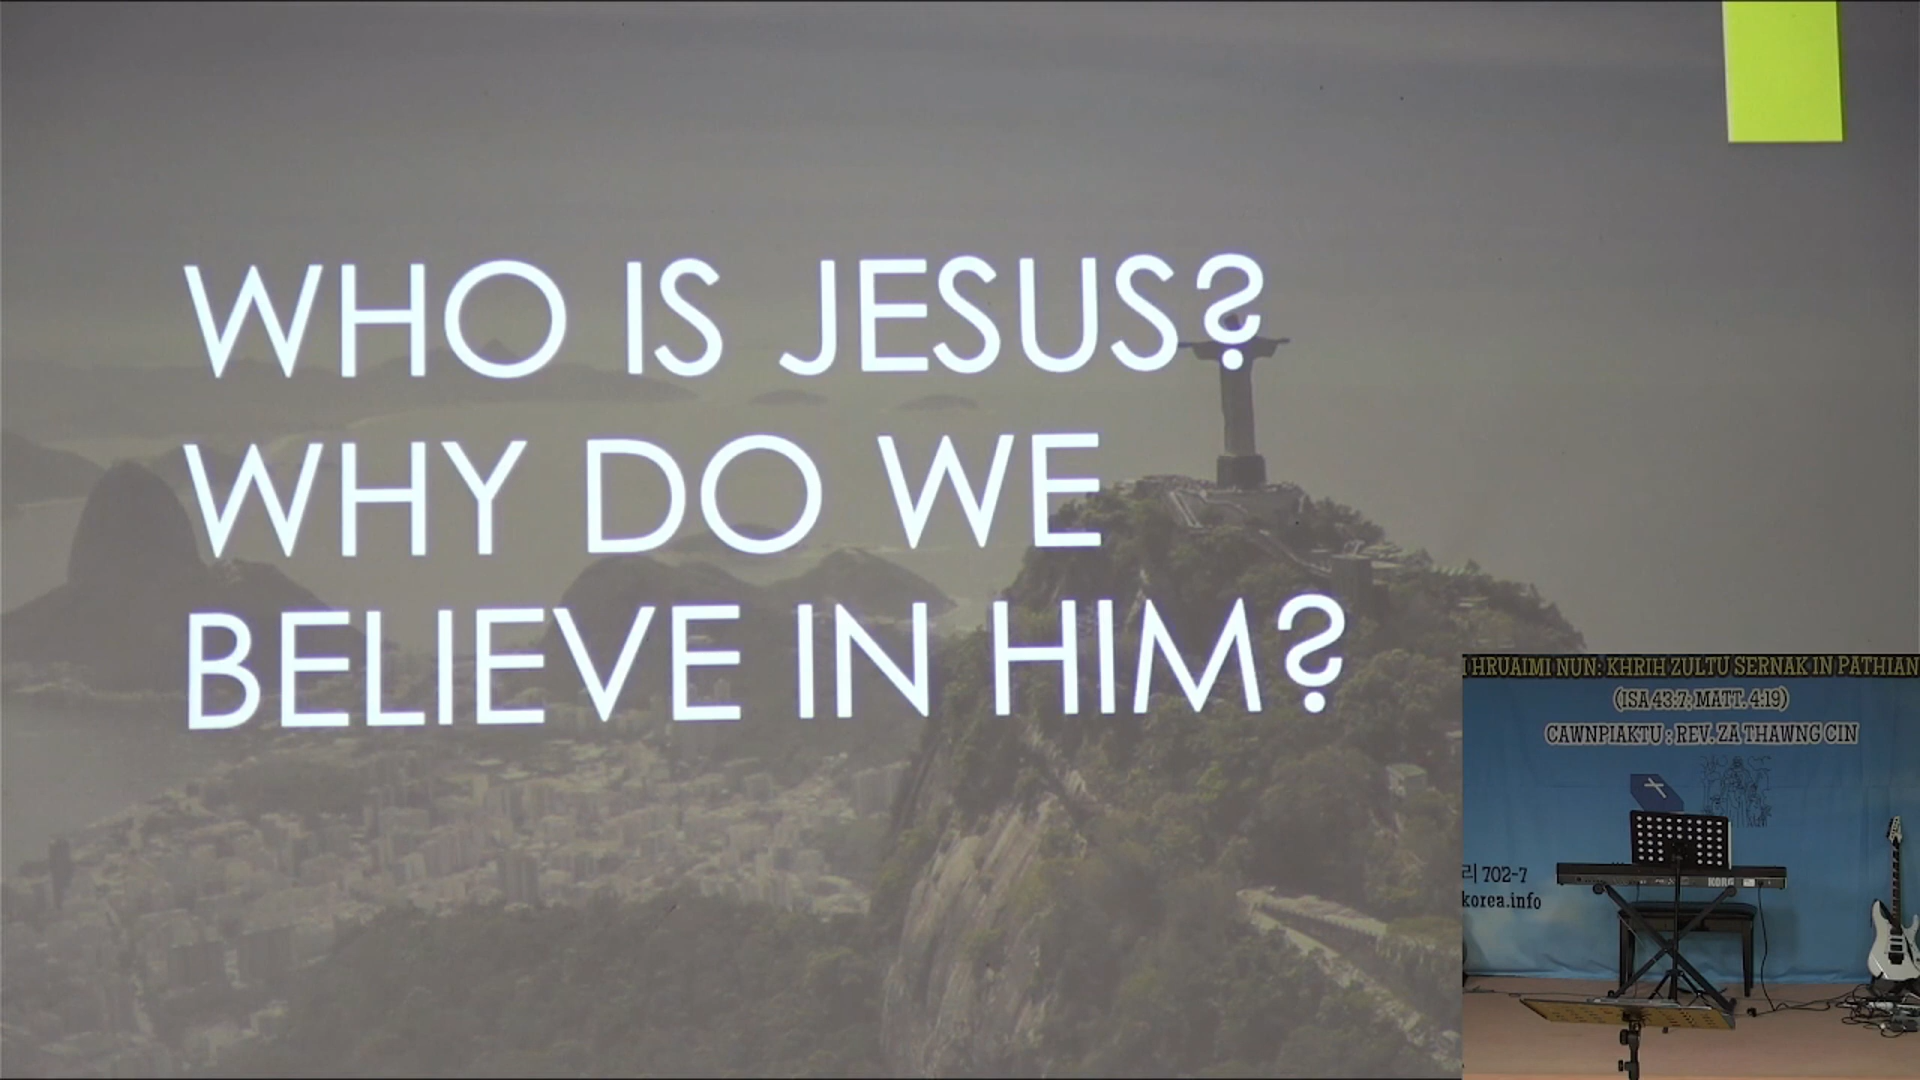 WHO IS JESUS?
WHY DO WE
BELIEVE IN HIM?
HRUAIMI NUN: KHRIH ZULTU SERNAK IN PATHIAN
(ISA 43:7; MATT. 4:19)
CAWNPIAKTU : REV. ZA THAWNG CIN
리 702-7
korea.info
KORG